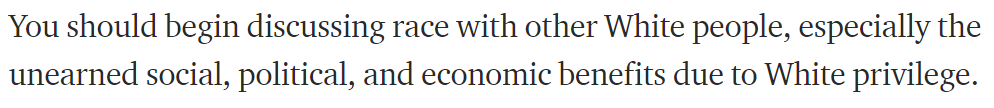 You should begin discussing race with other White people, especially the
unearned social, political, and economic benefits due to White privilege.